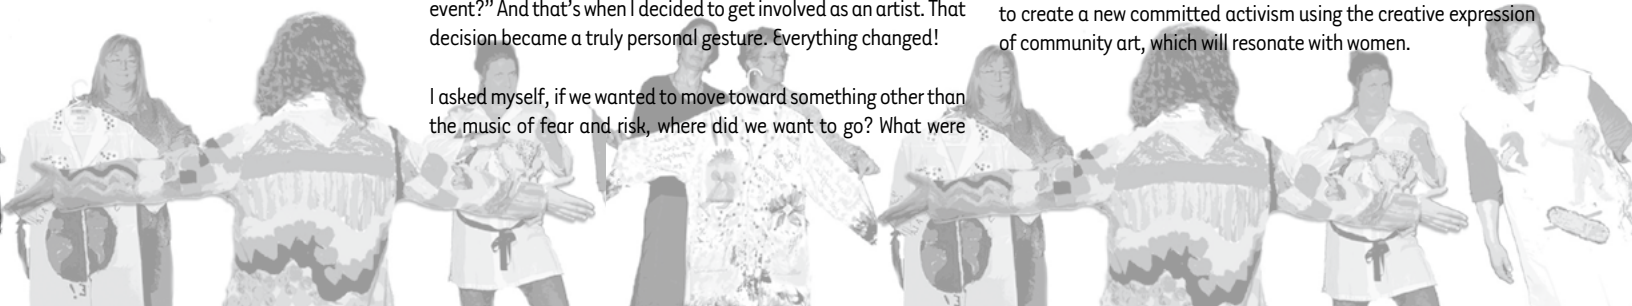 event?” And that’s when I decided to get involved as an artist. That
decision became a truly personal gesture. Everything changed!
I asked myself, if we wanted to move toward something other than
the music of fear and risk, where did we want to go? What were
to create a new committed activism using the creative expression
of community art, which will resonate with women.